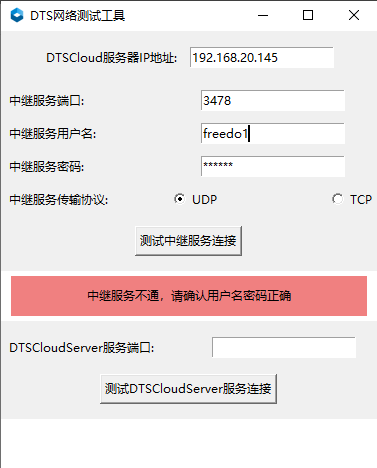 DTS网络测试工具
DTSCloud服务器IP地址: 192.168.20.145
中继服务端口: 3478
中继服务用户名: freedo1
中继服务密码: ******
中继服务传输协议: UDP TCP
测试中继服务连接
中继服务不通，请确认用户名密码正确
DTSCloudServer服务端口:
测试DTSCloudServer服务连接